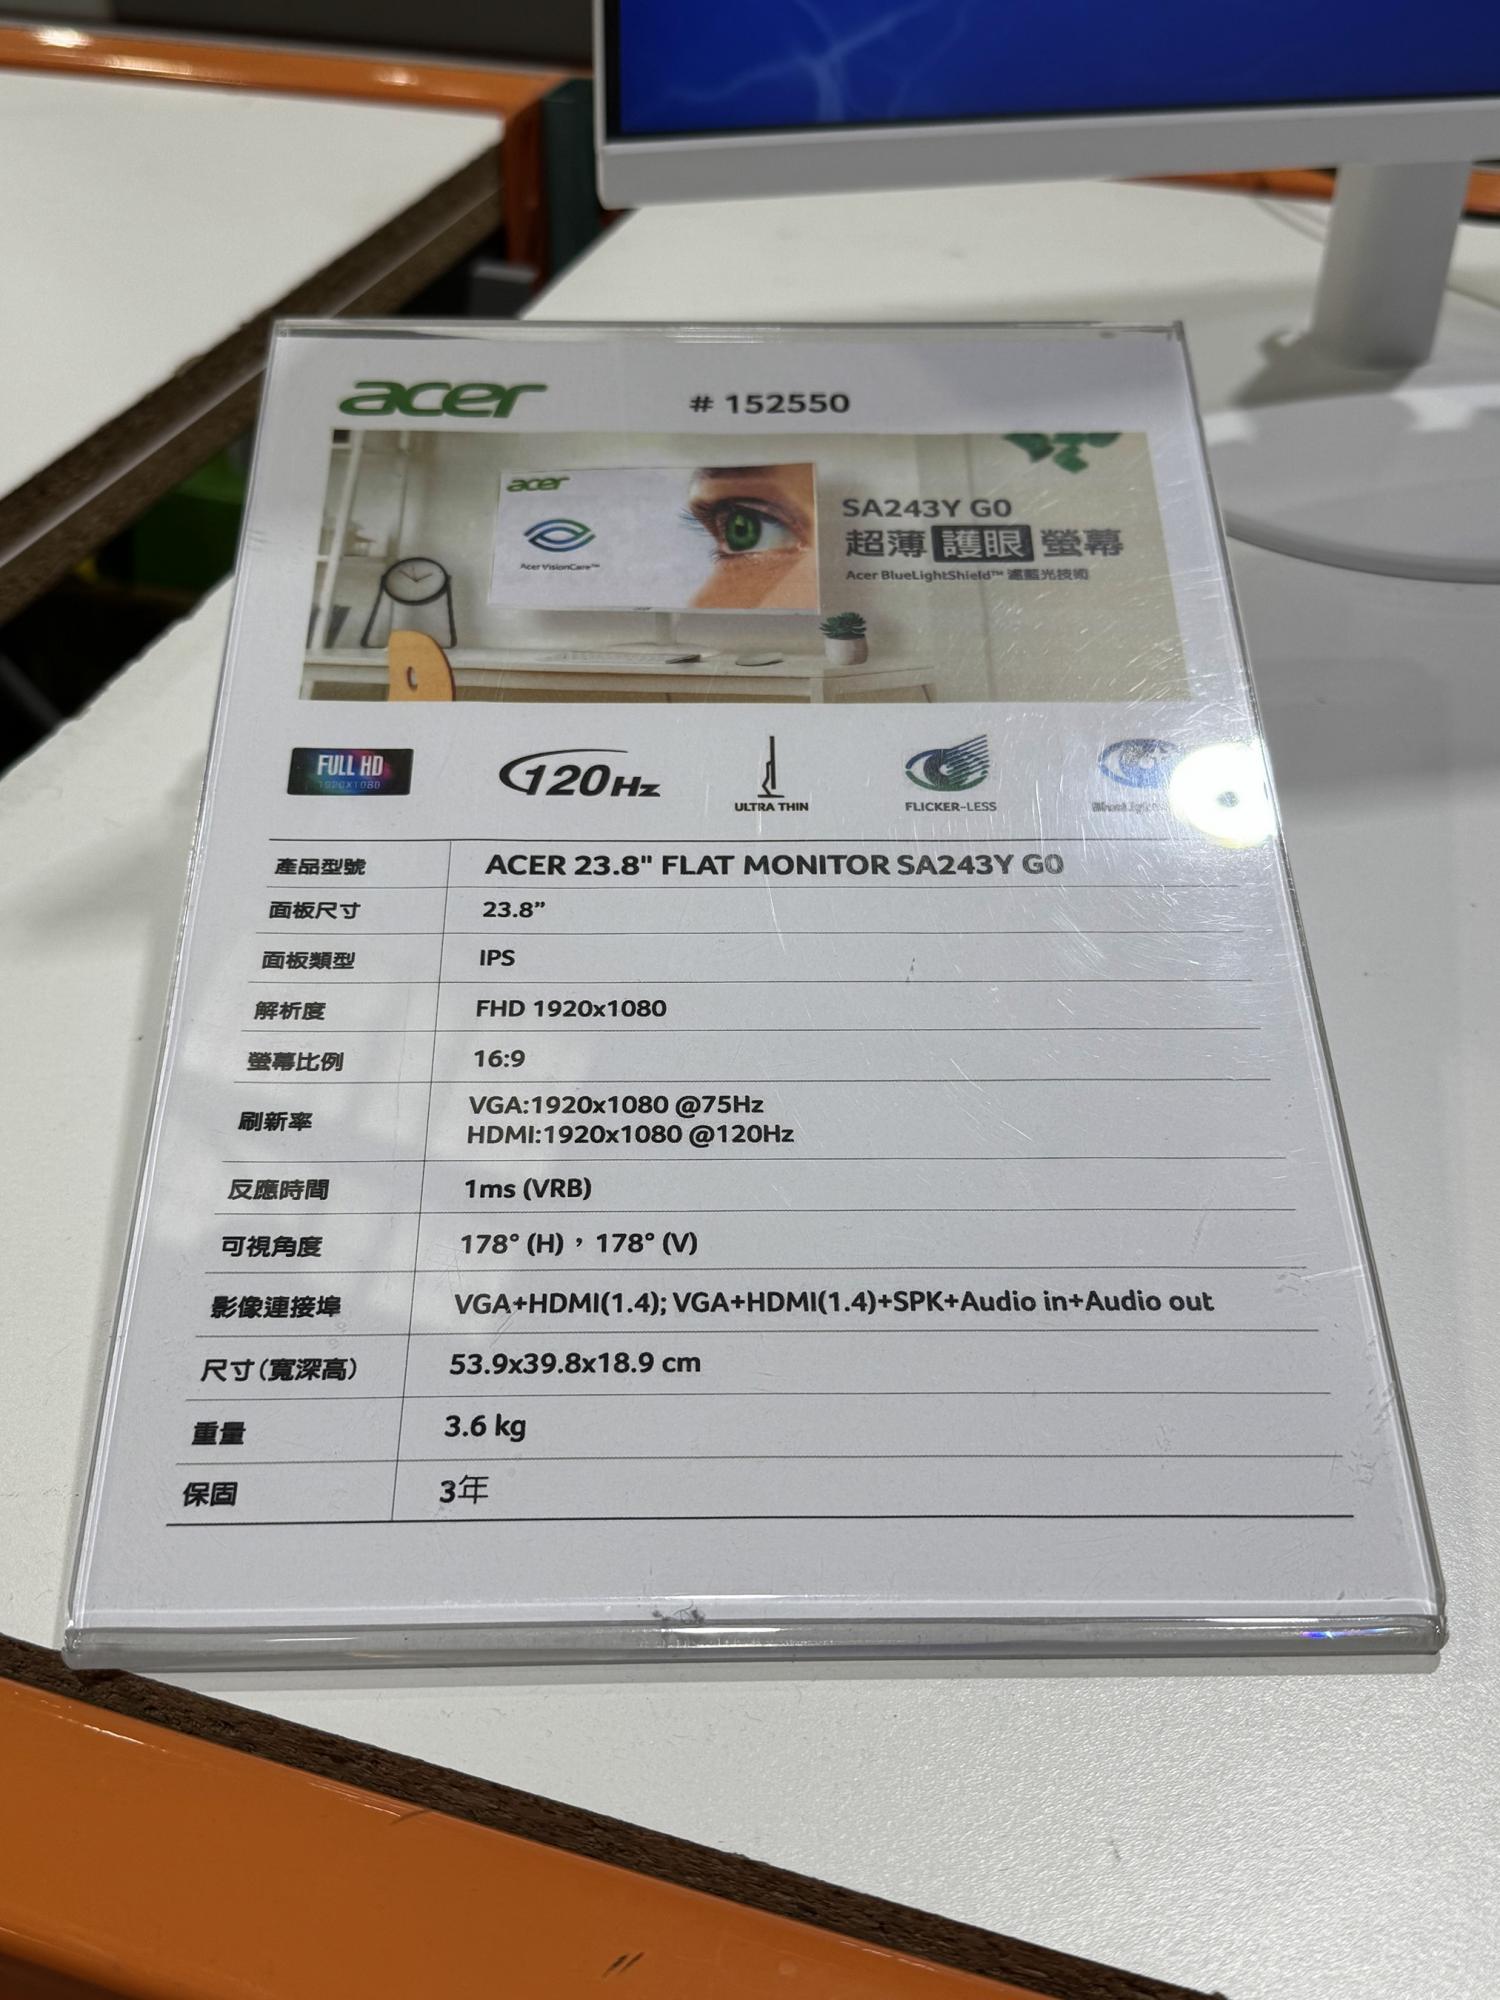 acer
# 152550
acer
Acer VisionCare™
SA243Y G0
超薄 護眼 螢幕
Acer BlueLightShield™ 濾藍光技術
FULL HD
1920X1080
120Hz
ULTRA THIN
FLICKER-LESS
產品型號 ACER 23.8" FLAT MONITOR SA243Y G0
面板尺寸 23.8”
面板類型 IPS
解析度 FHD 1920x1080
螢幕比例 16:9
刷新率 VGA:1920x1080 @75Hz
HDMI:1920x1080 @120Hz
反應時間 1ms (VRB)
可視角度 178° (H)，178° (V)
影像連接埠 VGA+HDMI(1.4); VGA+HDMI(1.4)+SPK+Audio in+Audio out
尺寸(寬深高) 53.9x39.8x18.9 cm
重量 3.6 kg
保固 3年